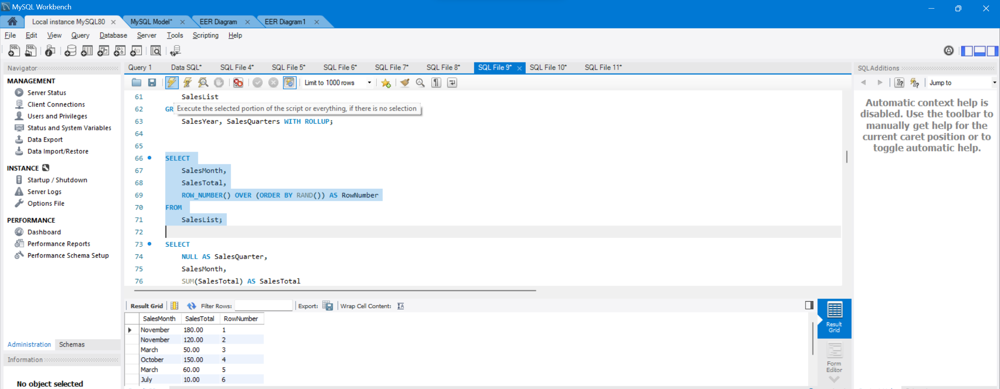 MySQL Workbench
Local instance MySQL80
MySQL Model*
EER Diagram
EER Diagram1
File Edit View Query Database Server Tools Scripting Help
Navigator
MANAGEMENT
Server Status
Client Connections
Users and Privileges
Status and System Variables
Data Export
Data Import/Restore
INSTANCE
Startup / Shutdown
Server Logs
Options File
PERFORMANCE
Dashboard
Performance Reports
Performance Schema Setup
Administration Schemas
Information
No object selected
Query 1 Data SQL* SQL File 4* SQL File 5* SQL File 6* SQL File 7* SQL File 8* SQL File 9* SQL File 10* SQL File 11*
Limit to 1000 rows
61 SalesList
62 GR
Execute the selected portion of the script or everything, if there is no selection
63 SalesYear, SalesQuarters WITH ROLLUP;
64
65
66 SELECT
67 SalesMonth,
68 SalesTotal,
69 ROW_NUMBER() OVER (ORDER BY RAND()) AS RowNumber
70 FROM
71 SalesList;
72
73 SELECT
74 NULL AS SalesQuarter,
75 SalesMonth,
76 SUM(SalesTotal) AS SalesTotal
Result Grid Filter Rows: Export: Wrap Cell Content:
SalesMonth SalesTotal RowNumber
November 180.00 1
November 120.00 2
March 50.00 3
October 150.00 4
March 60.00 5
July 10.00 6
Result
Grid
Form
Editor
SQLAdditions
Jump to
Automatic context help is
disabled. Use the toolbar to
manually get help for the
current caret position or to
toggle automatic help.